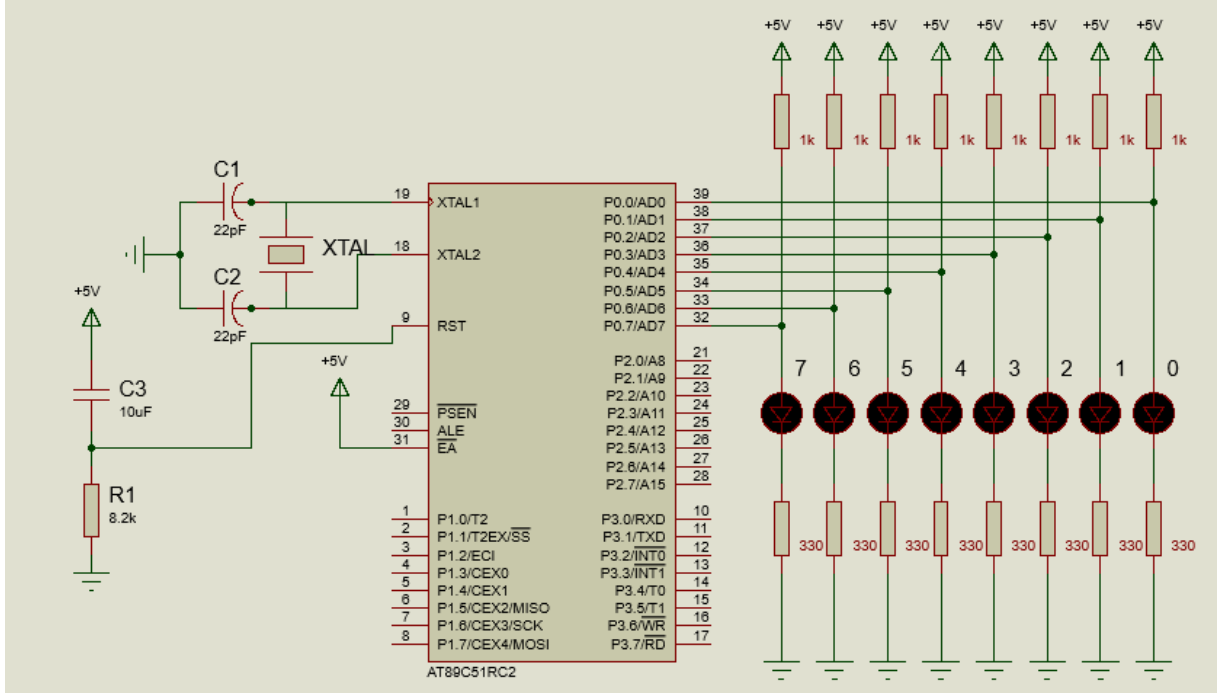 +5V +5V +5V +5V +5V +5V +5V +5V
1k 1k 1k 1k 1k 1k 1k 1k
C1
22pF
XTAL
C2
22pF
+5V
C3
10uF
R1
8.2k
+5V
19 XTAL1
18 XTAL2
9 RST
29 PSEN
30 ALE
31 EA
1 P1.0/T2
2 P1.1/T2EX/SS
3 P1.2/ECI
4 P1.3/CEX0
5 P1.4/CEX1
6 P1.5/CEX2/MISO
7 P1.6/CEX3/SCK
8 P1.7/CEX4/MOSI
P0.0/AD0 39
P0.1/AD1 38
P0.2/AD2 37
P0.3/AD3 36
P0.4/AD4 35
P0.5/AD5 34
P0.6/AD6 33
P0.7/AD7 32
P2.0/A8 21
P2.1/A9 22
P2.2/A10 23
P2.3/A11 24
P2.4/A12 25
P2.5/A13 26
P2.6/A14 27
P2.7/A15 28
P3.0/RXD 10
P3.1/TXD 11
P3.2/INT0 12
P3.3/INT1 13
P3.4/T0 14
P3.5/T1 15
P3.6/WR 16
P3.7/RD 17
AT89C51RC2
7 6 5 4 3 2 1 0
330 330 330 330 330 330 330 330